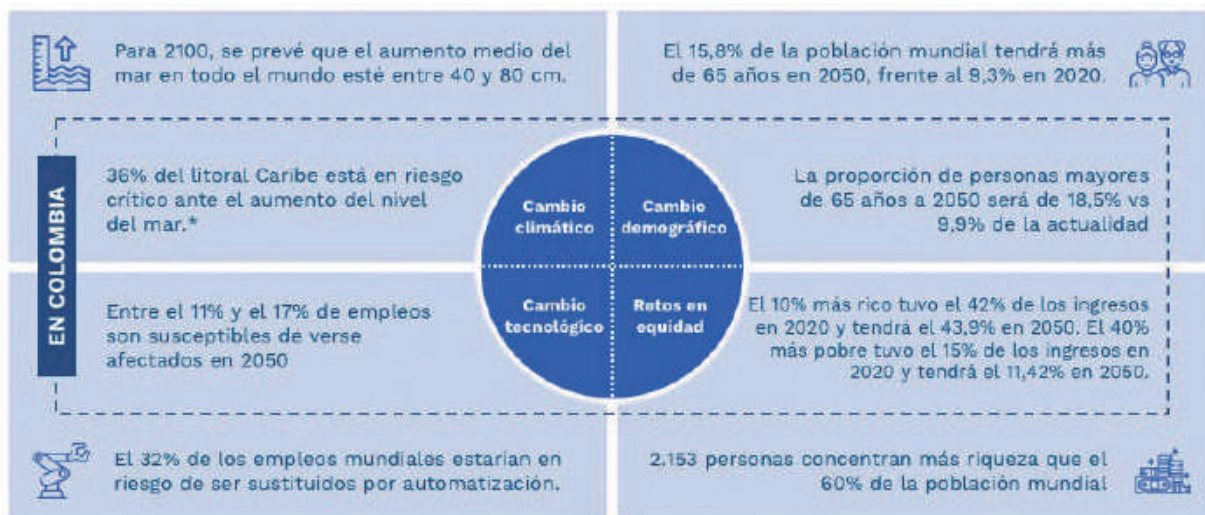 Para 2100, se prevé que el aumento medio del
mar en todo el mundo esté entre 40 y 80 cm.
El 15,8% de la población mundial tendrá más
de 65 años en 2050, frente al 9,3% en 2020.
EN COLOMBIA
36% del litoral Caribe está en riesgo
crítico ante el aumento del nivel
del mar.*
Cambio
climático
Cambio
demográfico
La proporción de personas mayores
de 65 años a 2050 será de 18,5% vs
9,9% de la actualidad
Entre el 11% y el 17% de empleos
son susceptibles de verse
afectados en 2050
Cambio
tecnológico
Retos en
equidad
El 10% más rico tuvo el 42% de los ingresos
en 2020 y tendrá el 43,9% en 2050. El 40%
más pobre tuvo el 15% de los ingresos en
2020 y tendrá el 11,42% en 2050.
El 32% de los empleos mundiales estarían en
riesgo de ser sustituidos por automatización.
2.153 personas concentran más riqueza que el
60% de la población mundial